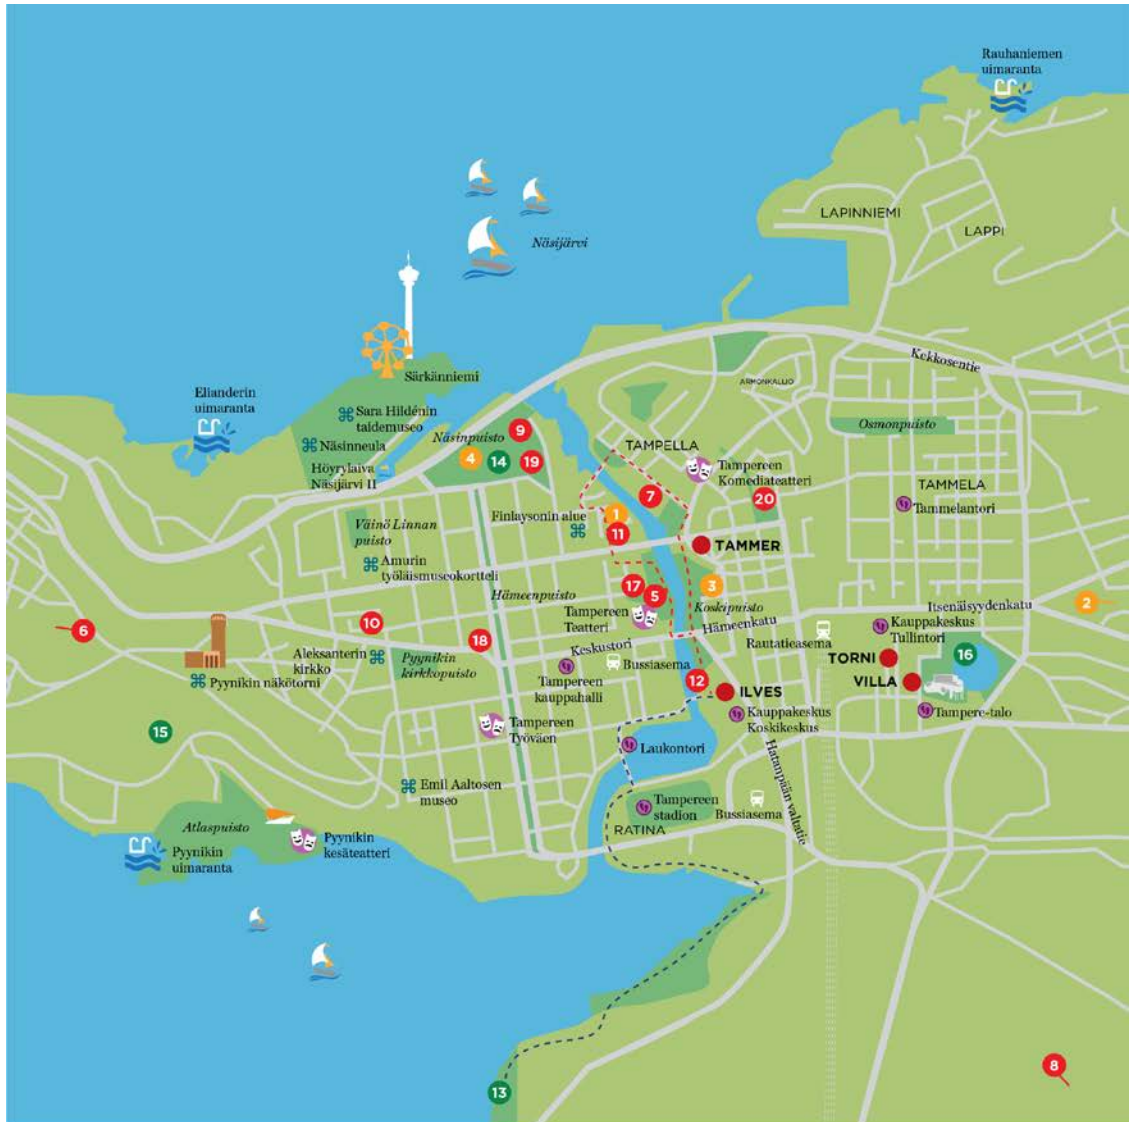 Rauhaniemen
uimaranta
LAPINNIEMI
LAPPI
Näsijärvi
Kekkosentie
Särkänniemi
ARMONKALLIO
Elianderin
uimaranta
Sara Hildénin
taidemuseo
Näsinneula
Höyrylaiva
Näsijärvi II
Näsinpuisto
9
4
14
19
TAMPELLA
Osmonpuisto
Tampereen
Komediateatteri
7
20
TAMMELA
Tammelantori
Väinö Linnan
puisto
Finlaysonin alue
1
11
TAMMER
Amurin
työläismuseokortteli
Hämeenpuisto
17
5
3
Koskipuisto
Itsenäisyydenkatu
2
6
10
18
Tampereen
Teatteri
Hämeenkatu
Kauppakeskus
Tullintori
Rautatieasema
Keskustori
Bussiasema
16
TORNI
VILLA
Aleksanterin
kirkko
Pyynikin
kirkkopuisto
Pyynikin näkötorni
Tampereen
kauppahalli
12
ILVES
Kauppakeskus
Koskikeskus
Tampere-talo
15
Tampereen
Työväen
Laukontori
Hatanpään valtatie
Emil Aaltosen
museo
Tampereen
stadion
Bussiasema
RATINA
Atlaspuisto
Pyynikin
kesäteatteri
Pyynikin
uimaranta
8
13